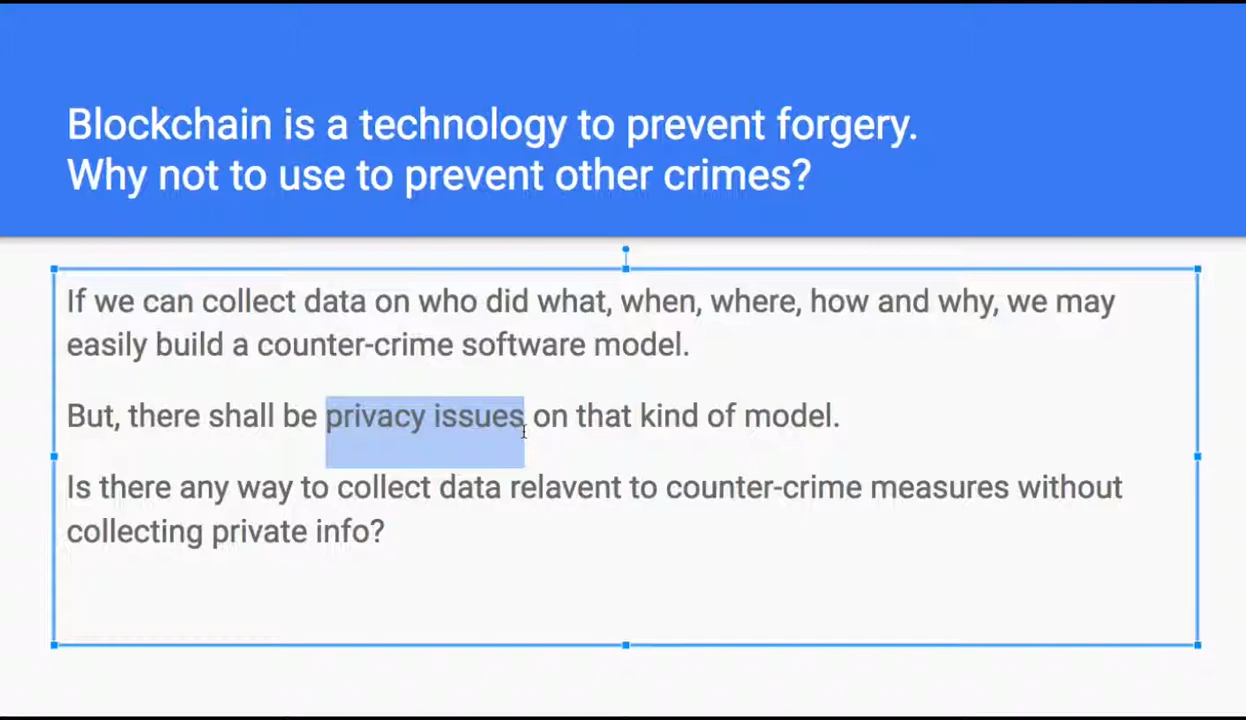 Blockchain is a technology to prevent forgery.
Why not to use to prevent other crimes?
If we can collect data on who did what, when, where, how and why, we may
easily build a counter-crime software model.
But, there shall be privacy issues on that kind of model.
Is there any way to collect data relavent to counter-crime measures without
collecting private info?